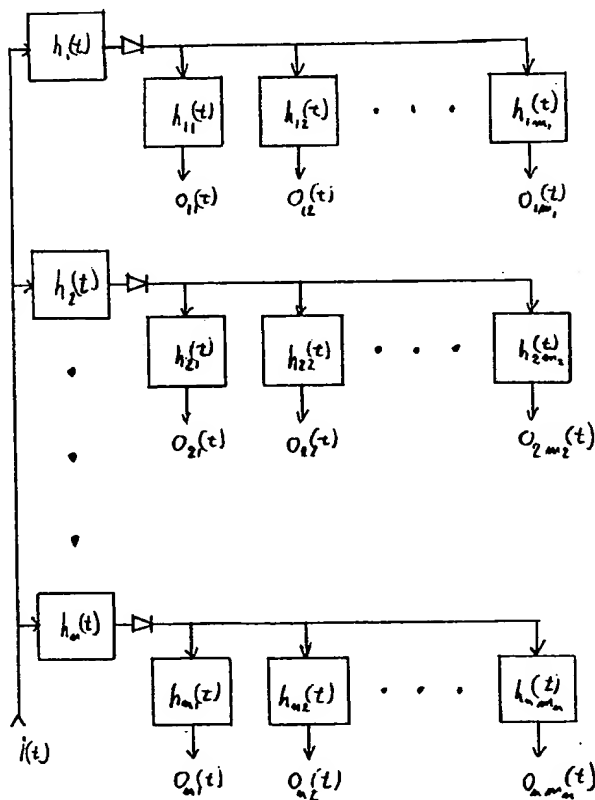 h₁(t)
h₁₁(t) h₁₂(t) . . . h₁ₘ₁(t)
O₁₁(t) O₁₂(t) O₁ₘ₁(t)
h₂(t)
h₂₁(t) h₂₂(t) . . . h₂ₘ₂(t)
O₂₁(t) O₂₂(t) O₂ₘ₂(t)
hₙ(t)
hₙ₁(t) hₙ₂(t) . . . hₙₘₙ(t)
i(t) Oₙ₁(t) Oₙ₂(t) Oₙₘₙ(t)